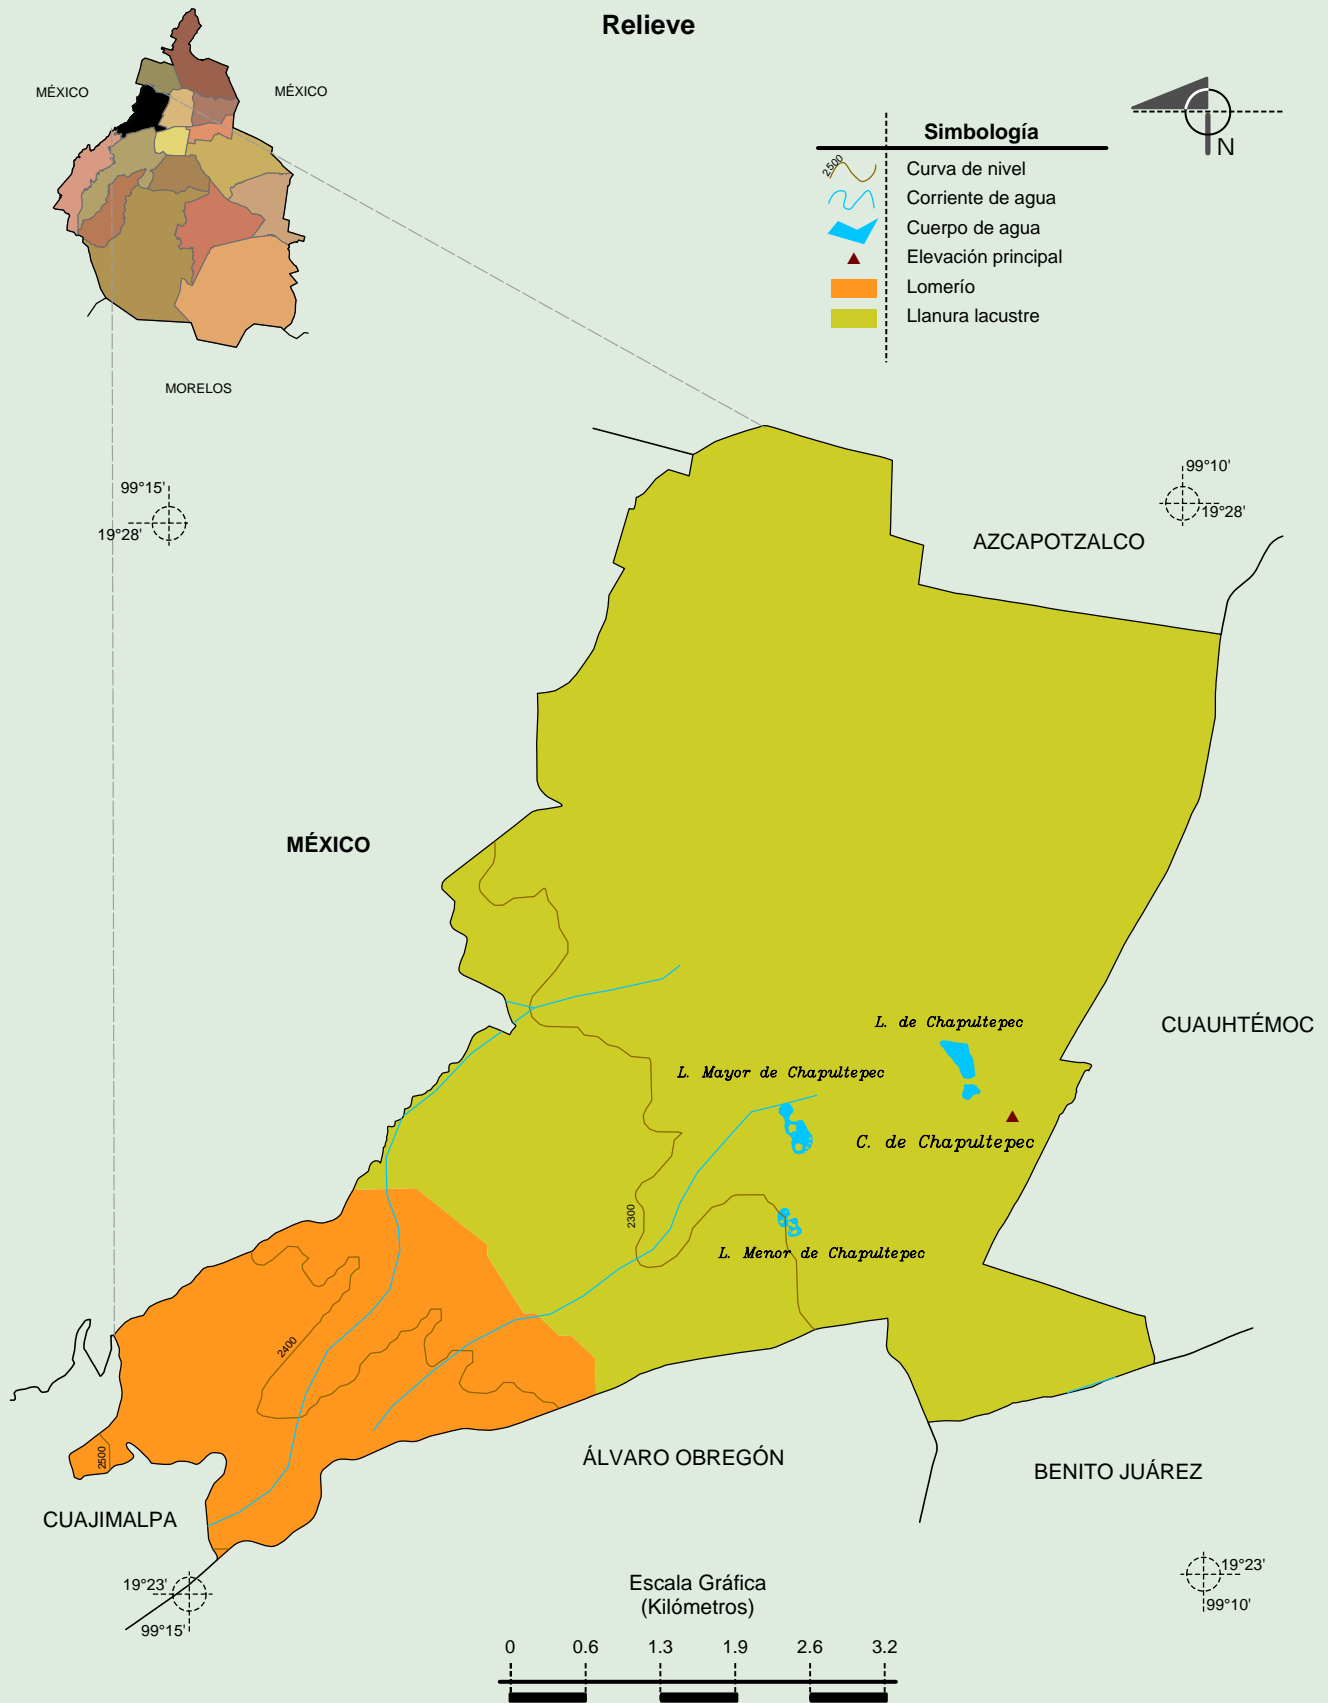 Relieve
MÉXICO
MÉXICO
MORELOS
N
Simbología
2500
Curva de nivel
Corriente de agua
Cuerpo de agua
Elevación principal
Lomerío
Llanura lacustre
99°15'
19°28'
99°10'
19°28'
AZCAPOTZALCO
MÉXICO
CUAUHTÉMOC
L. de Chapultepec
L. Mayor de Chapultepec
C. de Chapultepec
2300
L. Menor de Chapultepec
2400
2500
ÁLVARO OBREGÓN
BENITO JUÁREZ
CUAJIMALPA
19°23'
99°15'
19°23'
99°10'
Escala Gráfica
(Kilómetros)
0 0.6 1.3 1.9 2.6 3.2